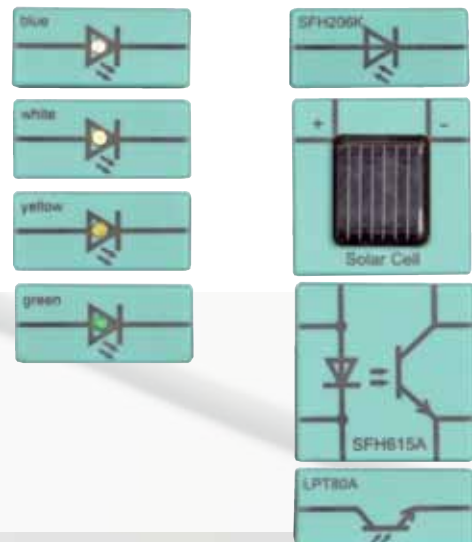 blue
white
yellow
green
SFH206K
+ -
Solar Cell
SFH615A
LPT80A